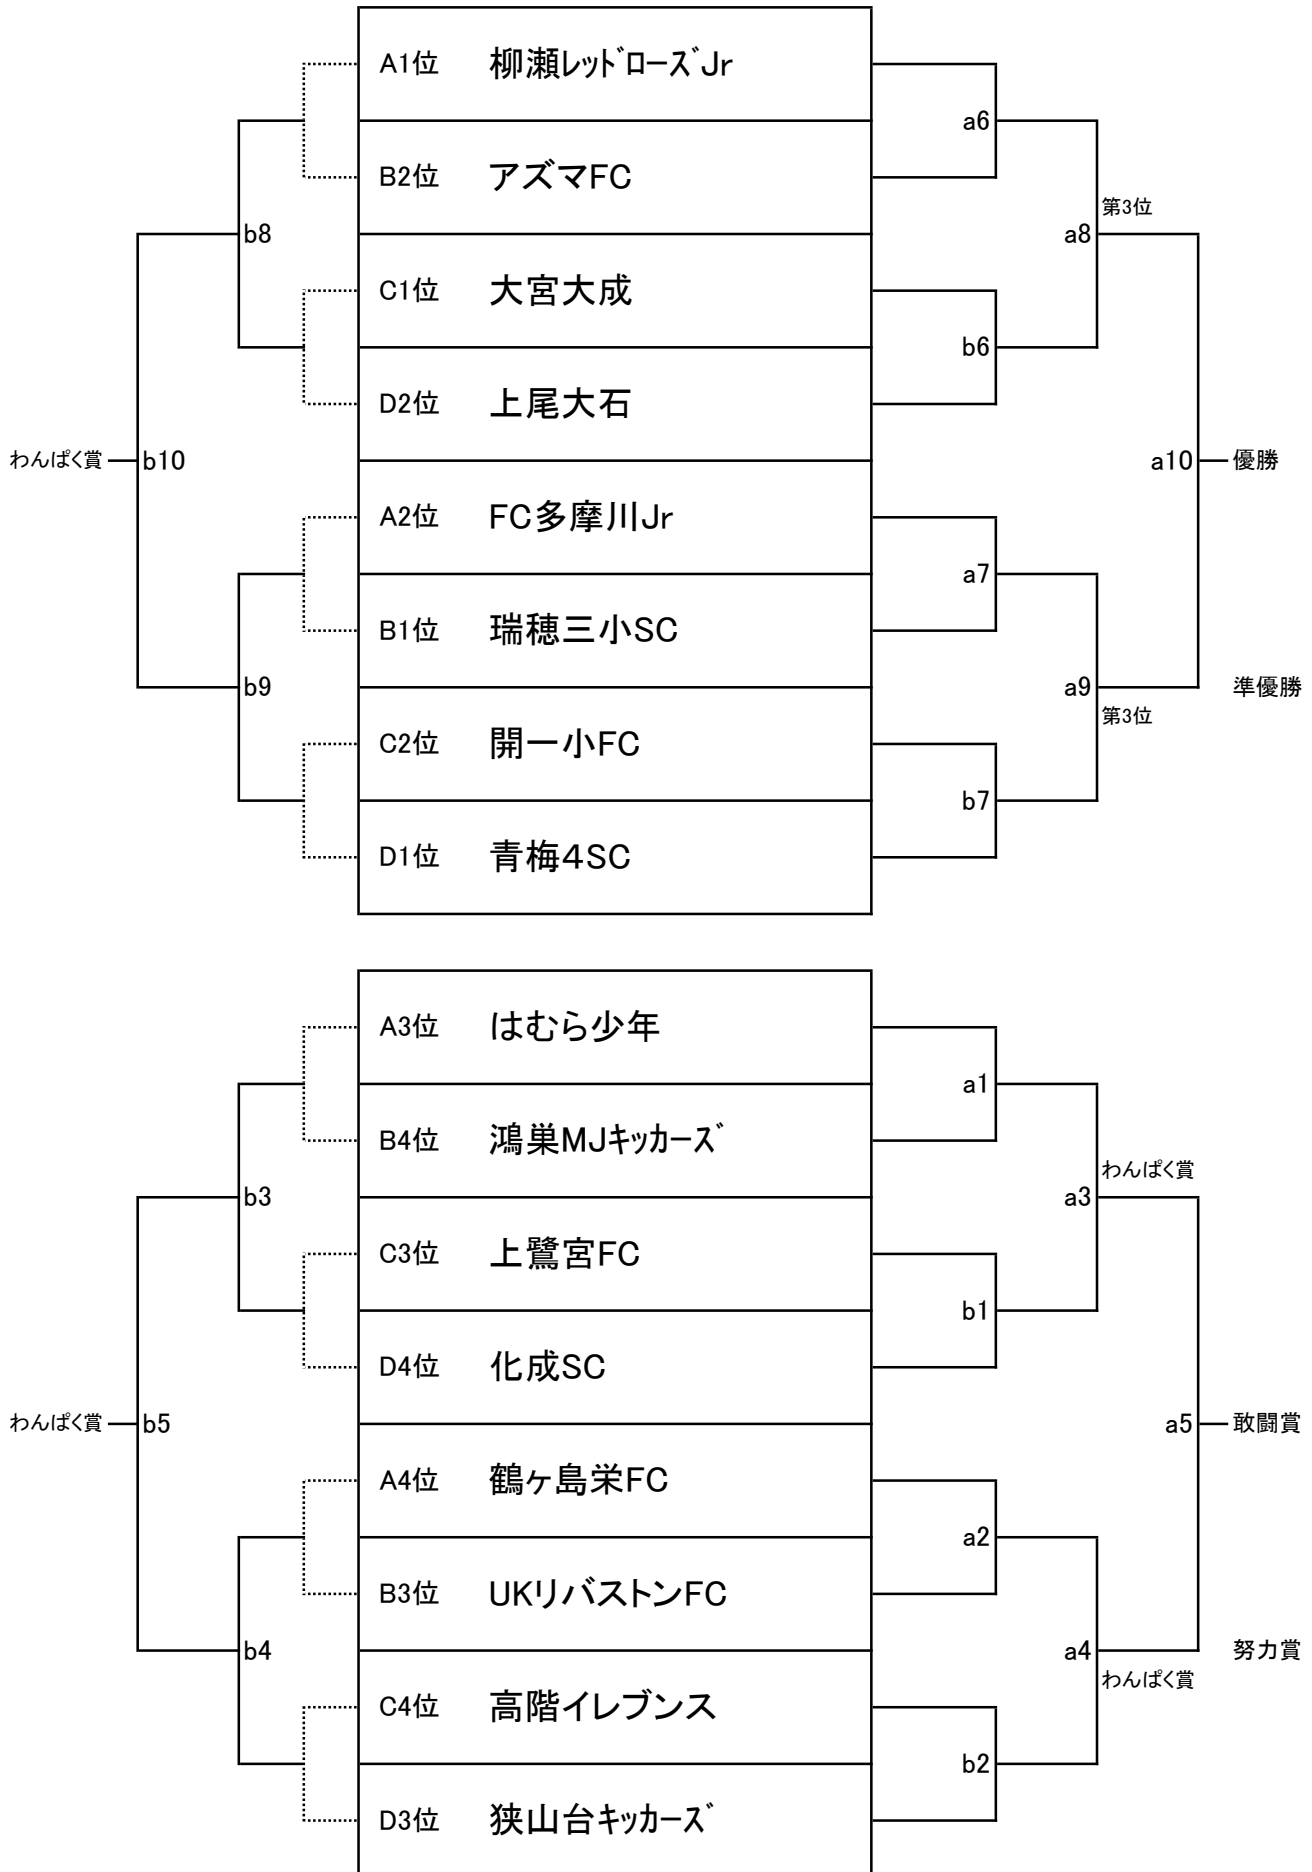 A1位 柳瀬ﾚｯﾄﾞﾛｰｽﾞJr
a6
B2位 アズマFC
第3位
b8
a8
C1位 大宮大成
b6
D2位 上尾大石
わんぱく賞 b10
a10 優勝
A2位 FC多摩川Jr
a7
B1位 瑞穂三小SC
b9
a9 準優勝
第3位
C2位 開一小FC
b7
D1位 青梅4SC
A3位 はむら少年
a1
B4位 鴻巣MJｷｯｶｰｽﾞ
わんぱく賞
b3
a3
C3位 上鷺宮FC
b1
D4位 化成SC
わんぱく賞 b5
a5 敢闘賞
A4位 鶴ヶ島栄FC
a2
B3位 UKリバストンFC
b4
a4 努力賞
わんぱく賞
C4位 高階イレブンス
b2
D3位 狭山台ｷｯｶｰｽﾞ